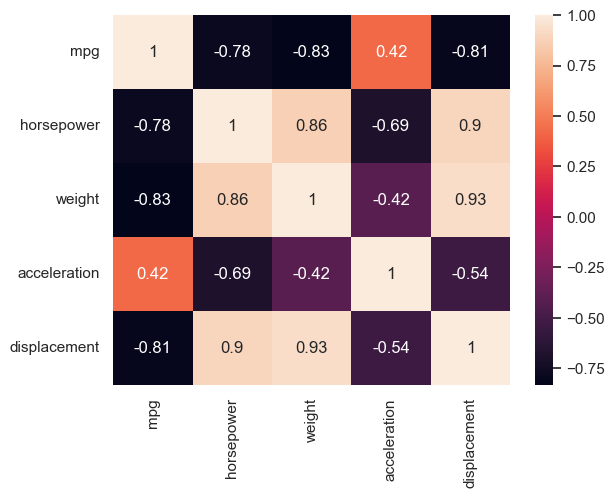 mpg 1 -0.78 -0.83 0.42 -0.81
horsepower -0.78 1 0.86 -0.69 0.9
weight -0.83 0.86 1 -0.42 0.93
acceleration 0.42 -0.69 -0.42 1 -0.54
displacement -0.81 0.9 0.93 -0.54 1
mpg horsepower weight acceleration displacement
1.00
0.75
0.50
0.25
0.00
−0.25
−0.50
−0.75